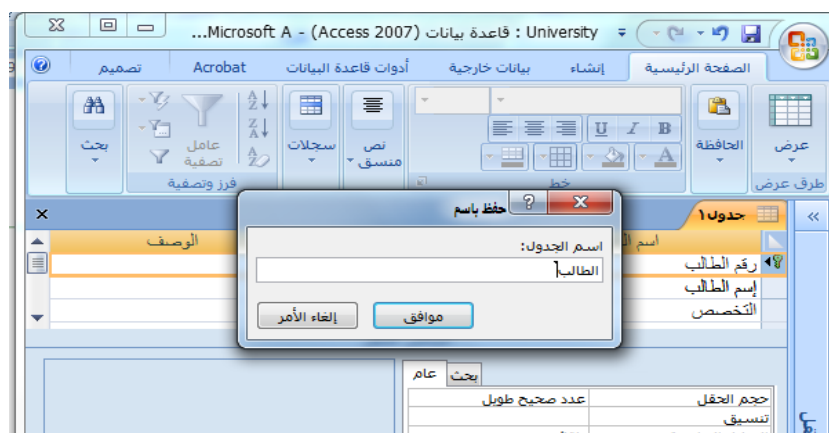 University : قاعدة بيانات (Access 2007) - Microsoft A...
الصفحة الرئيسية إنشاء بيانات خارجية أدوات قاعدة البيانات Acrobat تصميم
عرض
الحافظة
B I U
A
نص منسق
سجلات
عامل تصفية
بحث
طرق عرض
خط
فرز وتصفية
جدول١
حفظ باسم
اسم الجدول:
الطالب
موافق إلغاء الأمر
الوصف
رقم الطالب
إسم الطالب
التخصص
عام بحث
حجم الحقل عدد صحيح طويل
تنسيق